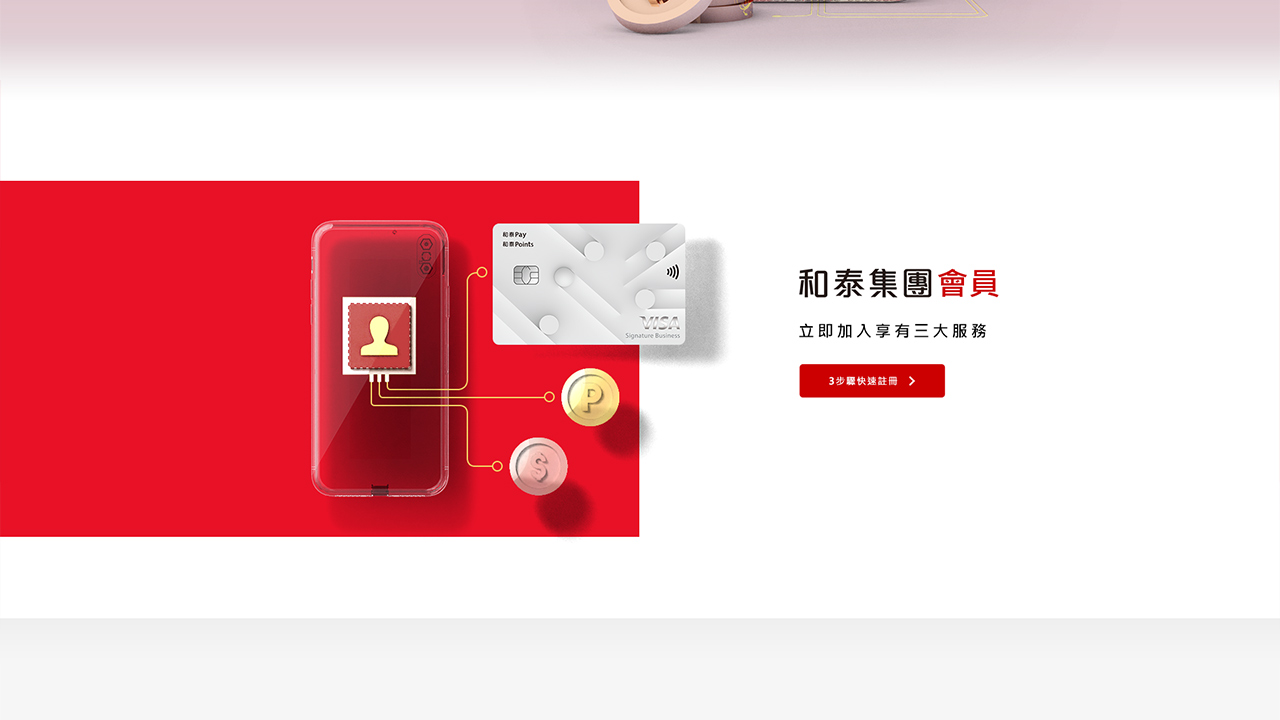 和泰Pay
和泰Points
VISA
Signature Business
P
$
和泰集團會員
立即加入享有三大服務
3步驟快速註冊